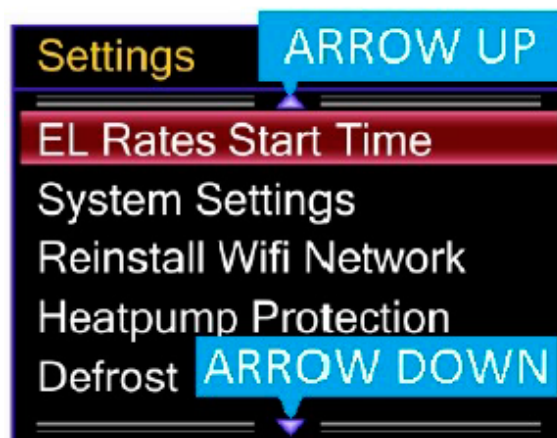 Settings
ARROW UP
EL Rates Start Time
System Settings
Reinstall Wifi Network
Heatpump Protection
Defrost
ARROW DOWN